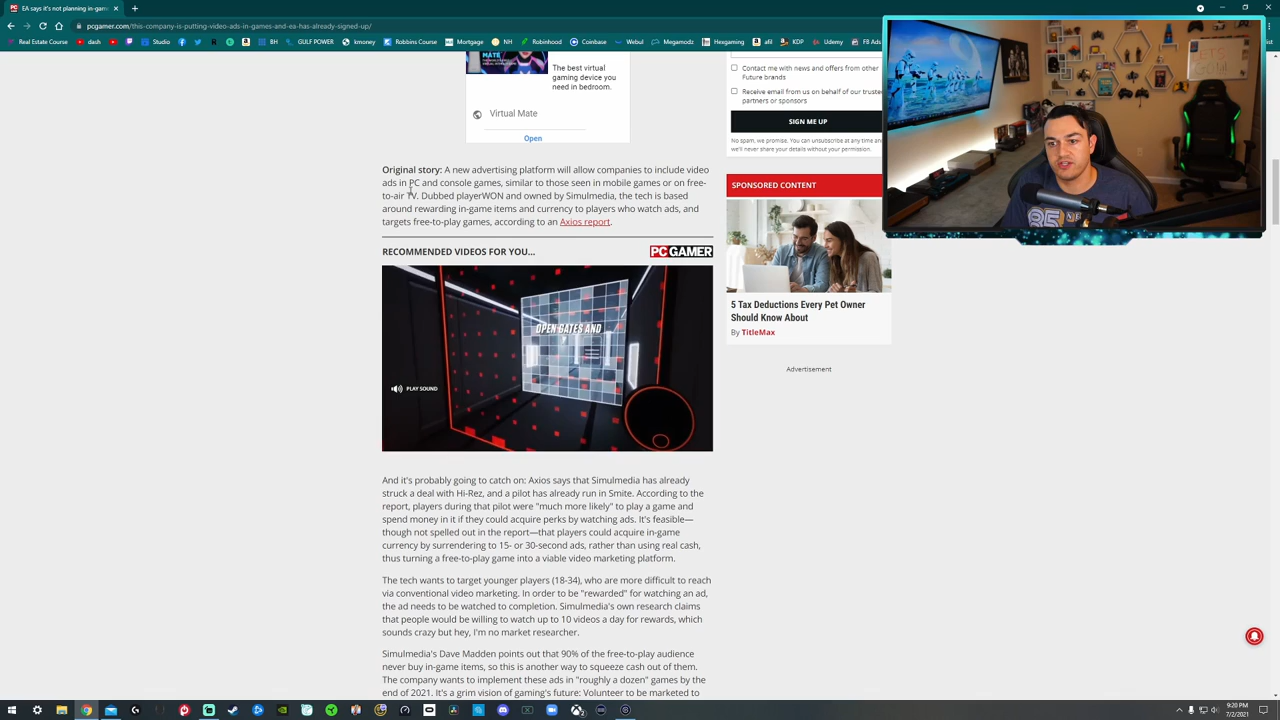 EA says it's not planning in-game
pcgamer.com/this-company-is-putting-video-ads-in-games-and-ea-has-already-signed-up/
Real Estate Course dash Studio BH GULF POWER kmoney Robbins Course Mortgage NH Robinhood Coinbase Webul Megamodz Hexgaming afil KDP Udemy FB Ads
MATE
The best virtual
gaming device you
need in bedroom.
Virtual Mate
Open
Contact me with news and offers from other
Future brands
Receive email from us on behalf of our trusted
partners or sponsors
SIGN ME UP
No spam, we promise. You can unsubscribe at any time and
we'll never share your details without your permission.
Original story: A new advertising platform will allow companies to include video
ads in PC and console games, similar to those seen in mobile games or on free-
to-air TV. Dubbed playerWON and owned by Simulmedia, the tech is based
around rewarding in-game items and currency to players who watch ads, and
targets free-to-play games, according to an Axios report.
SPONSORED CONTENT
RECOMMENDED VIDEOS FOR YOU...
PC GAMER
OPEN GATES AND
PLAY SOUND
5 Tax Deductions Every Pet Owner
Should Know About
By TitleMax
Advertisement
And it's probably going to catch on: Axios says that Simulmedia has already
struck a deal with Hi-Rez, and a pilot has already run in Smite. According to the
report, players during that pilot were "much more likely" to play a game and
spend money in it if they could acquire perks by watching ads. It's feasible—
though not spelled out in the report—that players could acquire in-game
currency by surrendering to 15- or 30-second ads, rather than using real cash,
thus turning a free-to-play game into a viable video marketing platform.
The tech wants to target younger players (18-34), who are more difficult to reach
via conventional video marketing. In order to be "rewarded" for watching an ad,
the ad needs to be watched to completion. Simulmedia's own research claims
that people would be willing to watch up to 10 videos a day for rewards, which
sounds crazy but hey, I'm no market researcher.
Simulmedia's Dave Madden points out that 90% of the free-to-play audience
never buy in-game items, so this is another way to squeeze cash out of them.
The company wants to implement these ads in "roughly a dozen" games by the
end of 2021. It's a grim vision of gaming's future: Volunteer to be marketed to
9:20 PM
7/2/2021